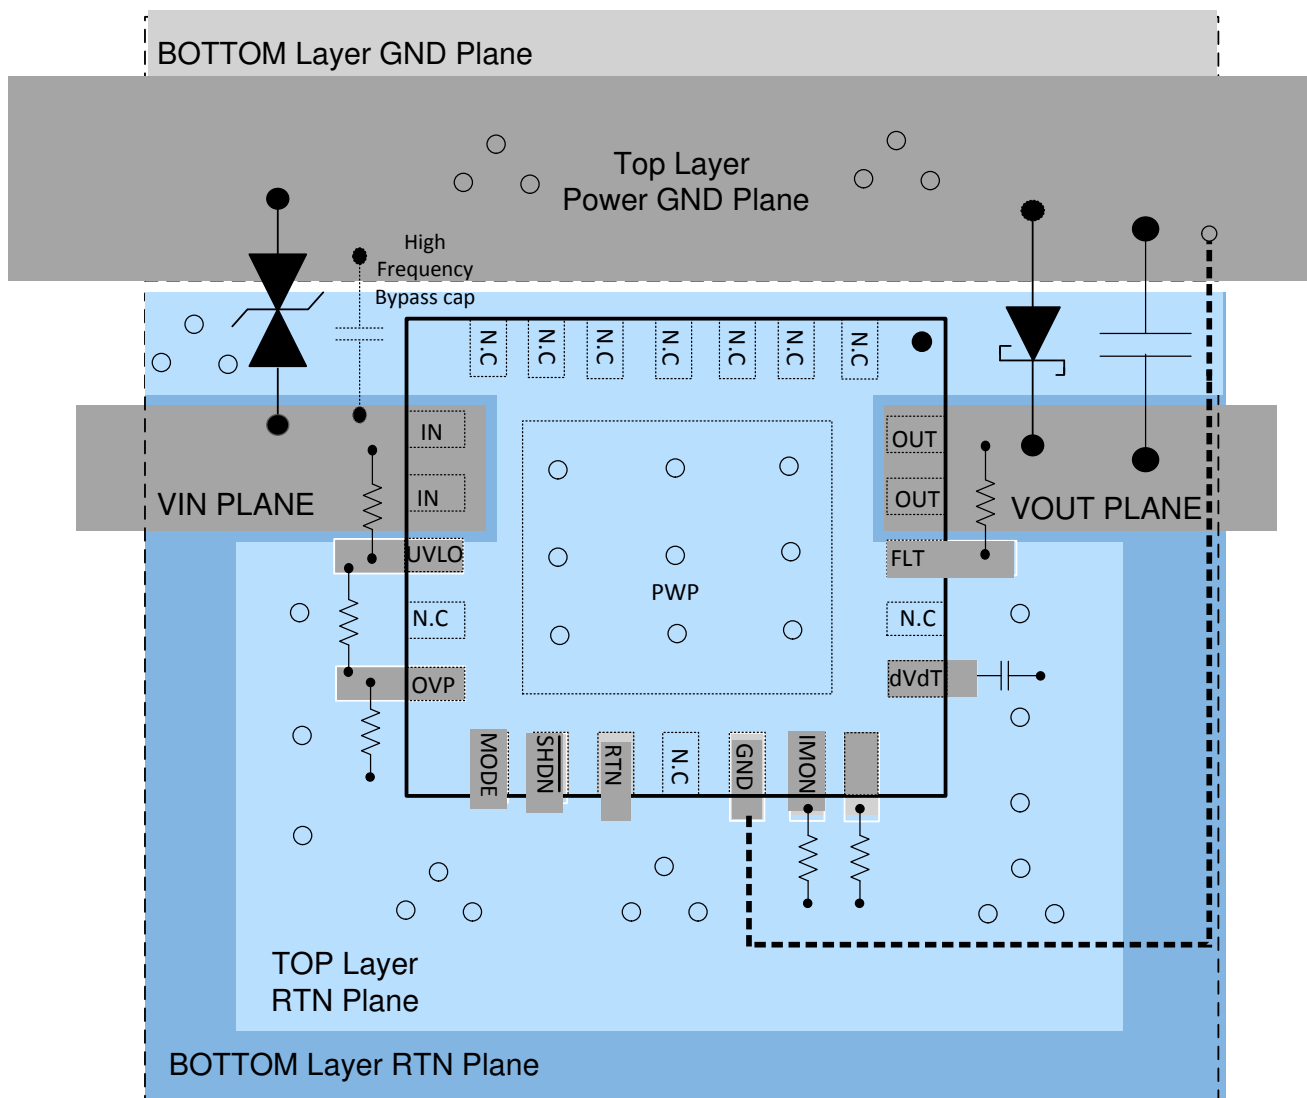 BOTTOM Layer GND Plane
Top Layer
Power GND Plane
High
Frequency
Bypass cap
N.C
N.C
N.C
N.C
N.C
N.C
N.C
IN
OUT
IN
OUT
VIN PLANE
VOUT PLANE
UVLO
FLT
PWP
N.C
N.C
OVP
dVdT
MODE
SHDN
RTN
N.C
GND
IMON
TOP Layer
RTN Plane
BOTTOM Layer RTN Plane